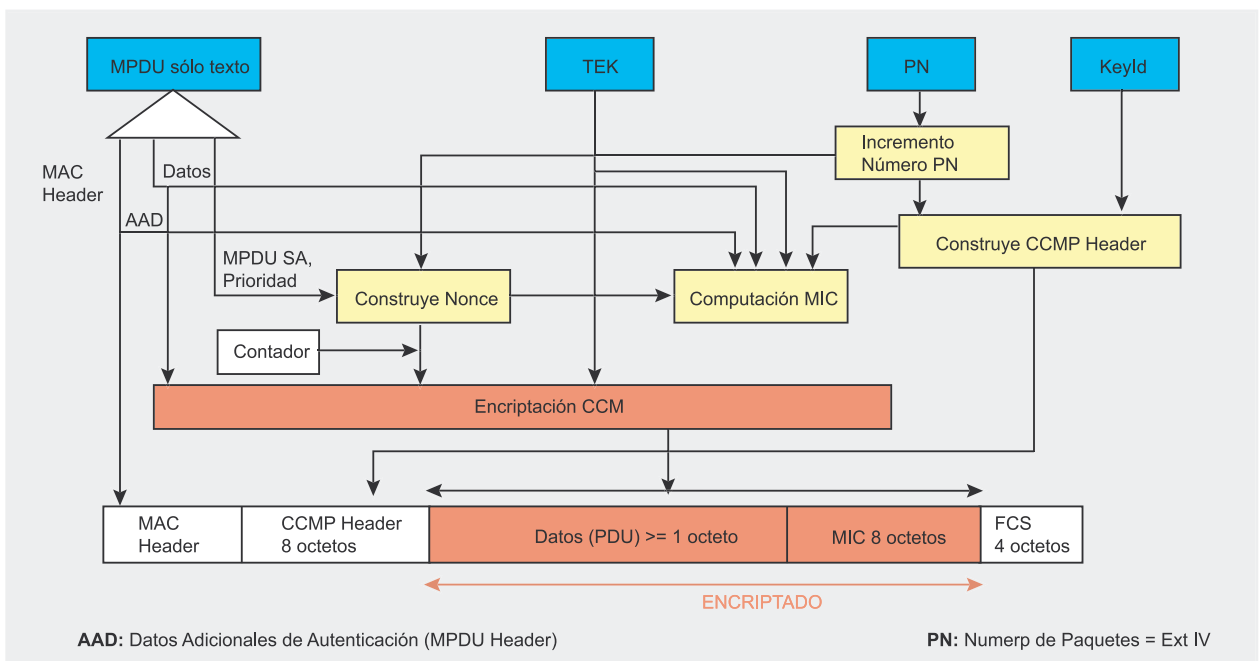 MPDU sólo texto
TEK
PN
KeyId
Incremento
Número PN
MAC
Header
Datos
AAD
Construye CCMP Header
MPDU SA,
Prioridad
Construye Nonce
Computación MIC
Contador
Encriptación CCM
MAC
Header
CCMP Header
8 octetos
Datos (PDU) >= 1 octeto
MIC 8 octetos
FCS
4 octetos
ENCRIPTADO
AAD: Datos Adicionales de Autenticación (MPDU Header)
PN: Numerp de Paquetes = Ext IV